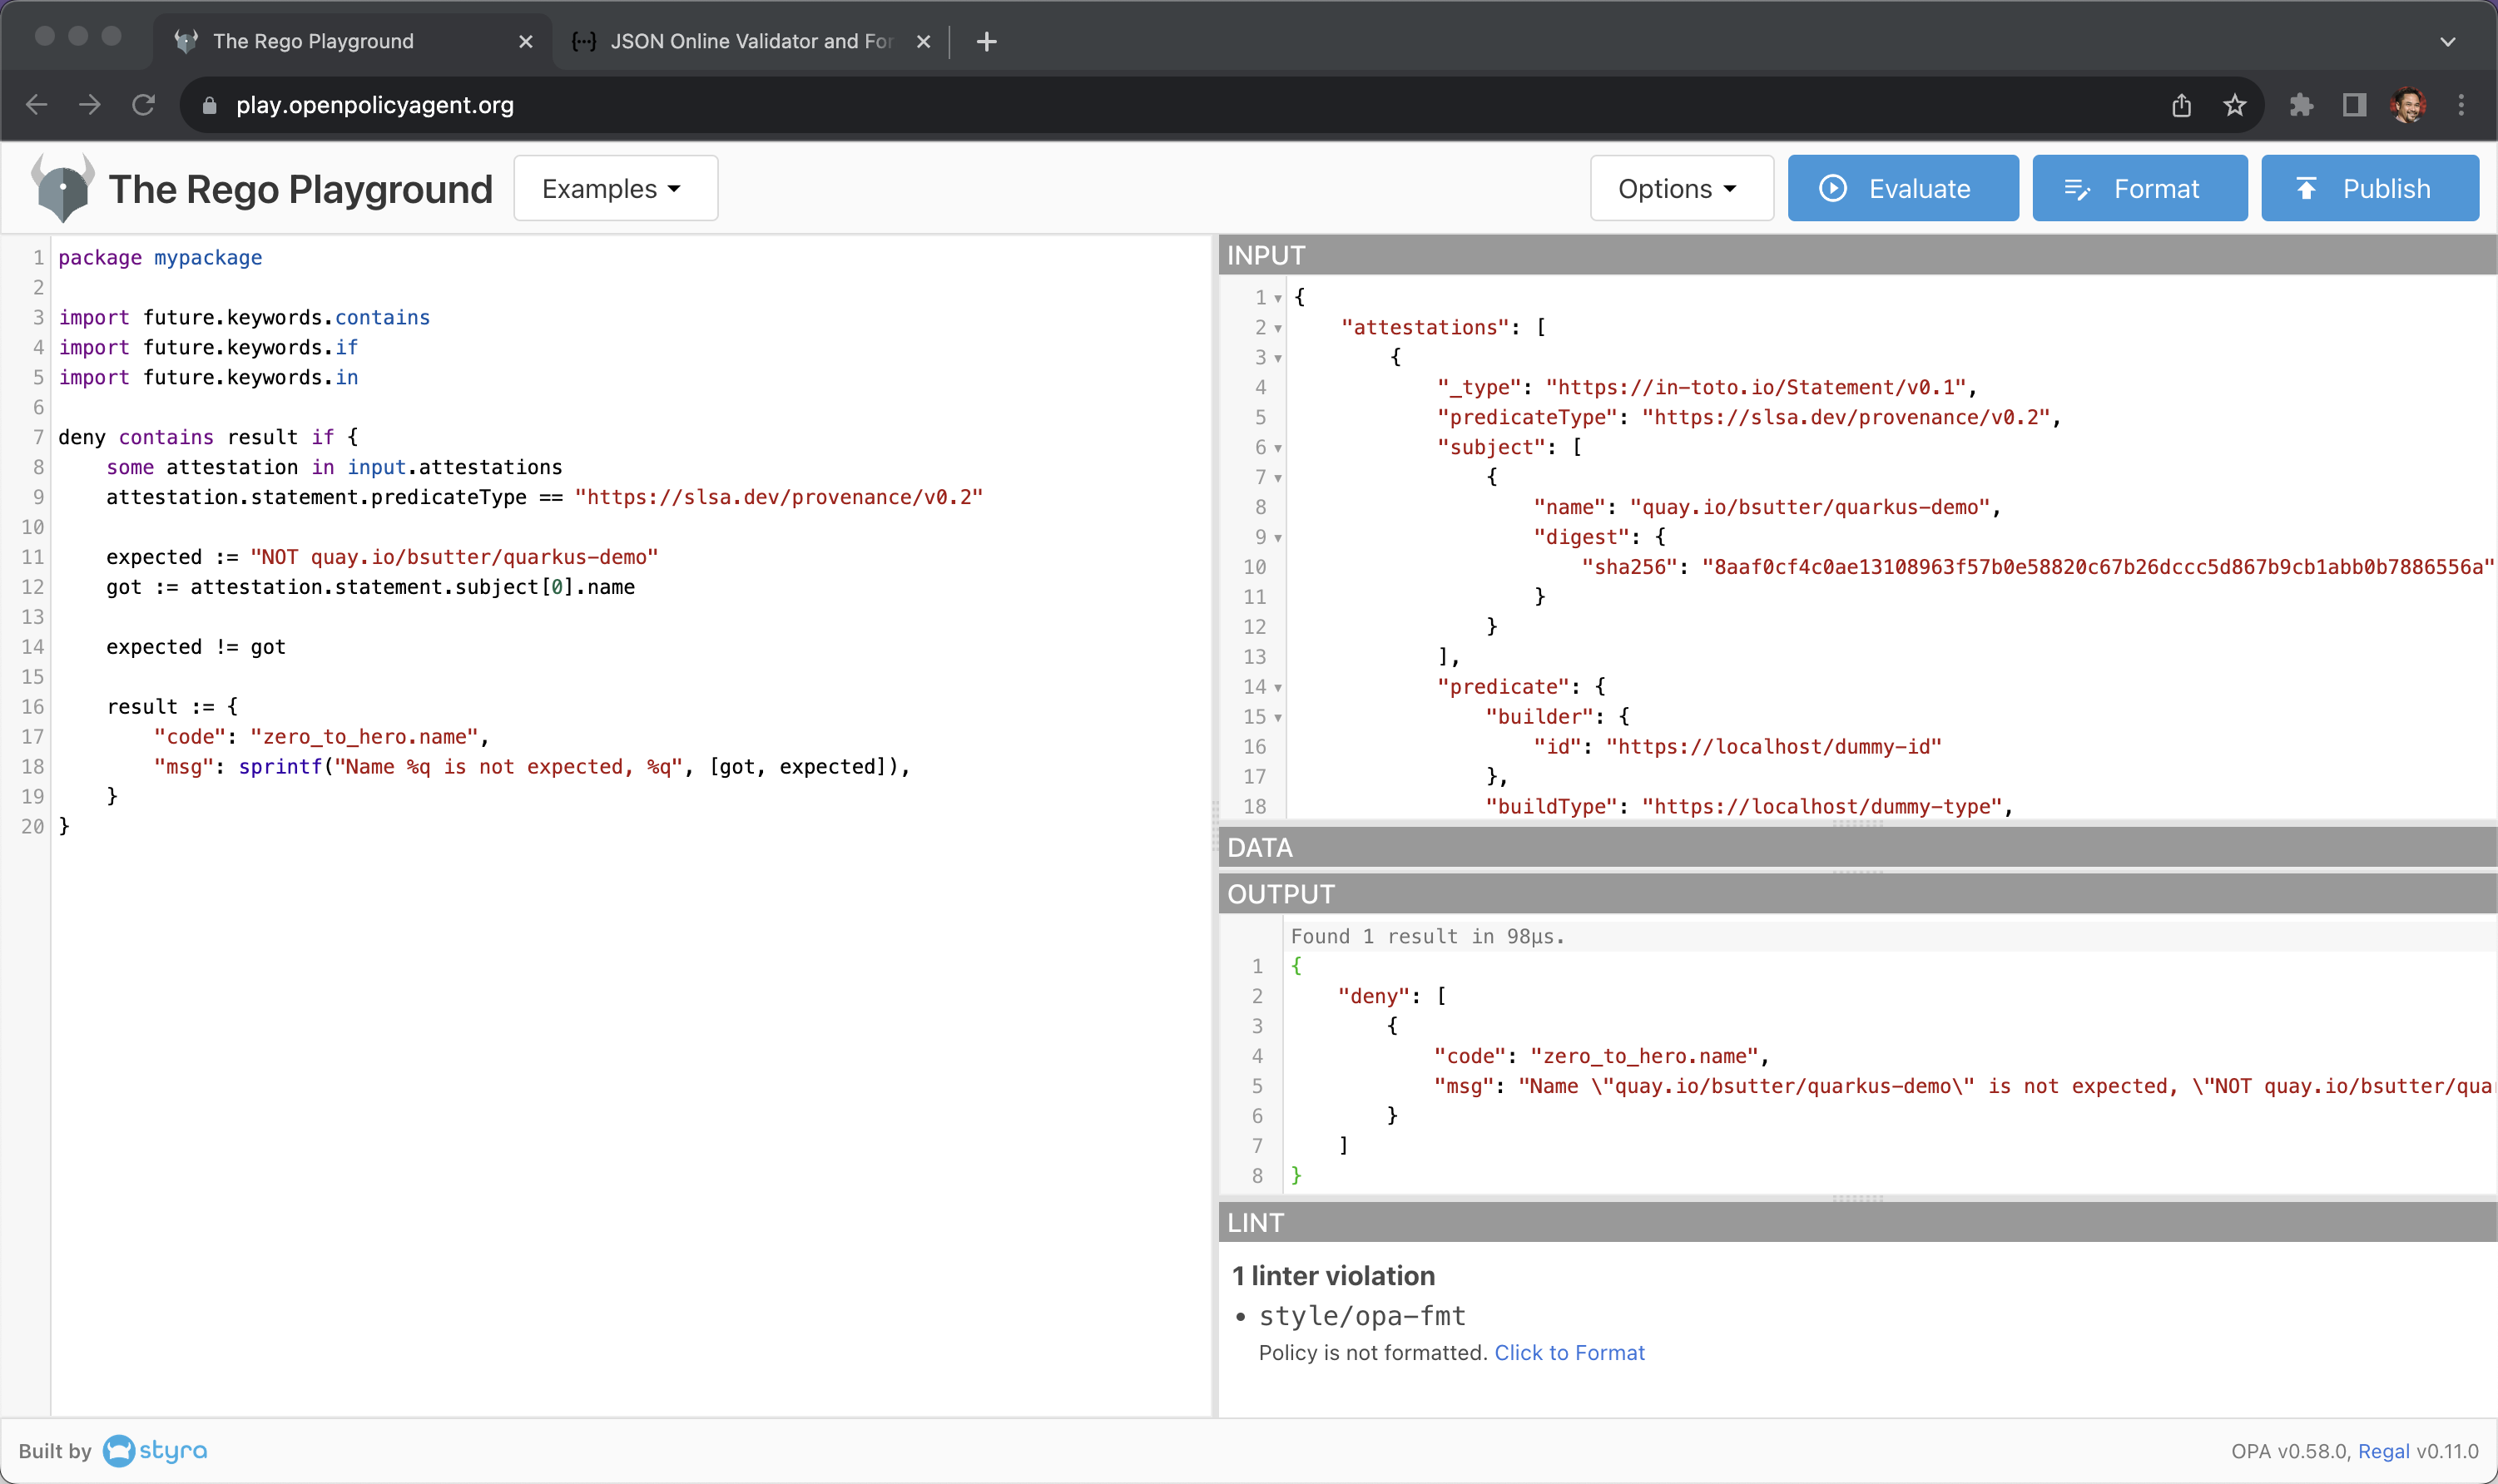 The Rego Playground
JSON Online Validator and For
play.openpolicyagent.org
The Rego Playground
Examples
Options
Evaluate
Format
Publish
1 package mypackage
2
3 import future.keywords.contains
4 import future.keywords.if
5 import future.keywords.in
6
7 deny contains result if {
8     some attestation in input.attestations
9     attestation.statement.predicateType == "https://slsa.dev/provenance/v0.2"
10
11     expected := "NOT quay.io/bsutter/quarkus-demo"
12     got := attestation.statement.subject[0].name
13
14     expected != got
15
16     result := {
17         "code": "zero_to_hero.name",
18         "msg": sprintf("Name %q is not expected, %q", [got, expected]),
19     }
20 }
INPUT
1 {
2     "attestations": [
3         {
4             "_type": "https://in-toto.io/Statement/v0.1",
5             "predicateType": "https://slsa.dev/provenance/v0.2",
6             "subject": [
7                 {
8                     "name": "quay.io/bsutter/quarkus-demo",
9                     "digest": {
10                         "sha256": "8aaf0cf4c0ae13108963f57b0e58820c67b26dccc5d867b9cb1abb0b7886556a"
11                     }
12                 }
13             ],
14             "predicate": {
15                 "builder": {
16                     "id": "https://localhost/dummy-id"
17                 },
18                 "buildType": "https://localhost/dummy-type",
DATA
OUTPUT
Found 1 result in 98µs.
1 {
2     "deny": [
3         {
4             "code": "zero_to_hero.name",
5             "msg": "Name \"quay.io/bsutter/quarkus-demo\" is not expected, \"NOT quay.io/bsutter/qua
6         }
7     ]
8 }
LINT
1 linter violation
• style/opa-fmt
Policy is not formatted. Click to Format
Built by styra
OPA v0.58.0, Regal v0.11.0